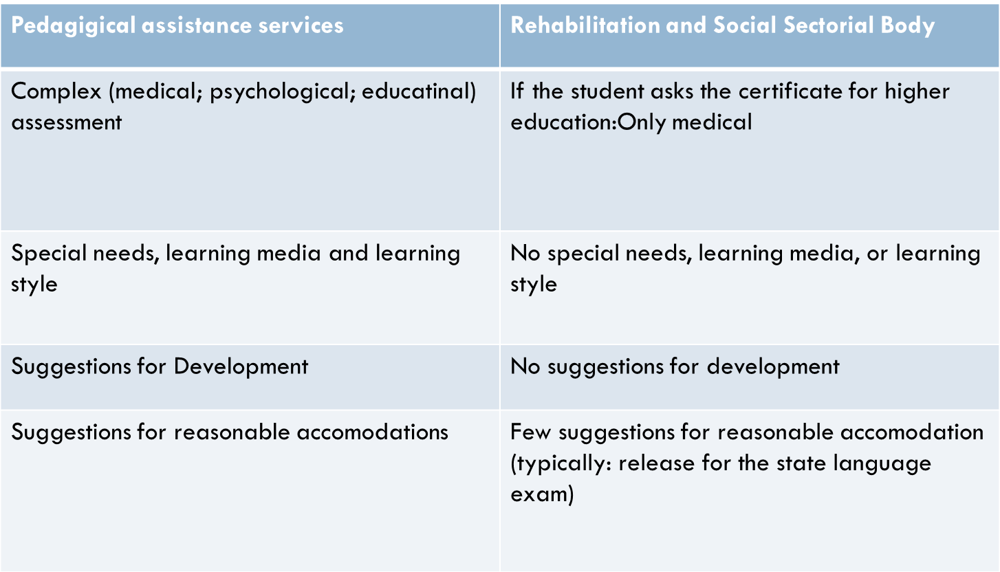 Pedagigical assistance services
Rehabilitation and Social Sectorial Body
Complex (medical; psychological; educatinal)
assessment
If the student asks the certificate for higher
education:Only medical
Special needs, learning media and learning
style
No special needs, learning media, or learning
style
Suggestions for Development
No suggestions for development
Suggestions for reasonable accomodations
Few suggestions for reasonable accomodation
(typically: release for the state language
exam)